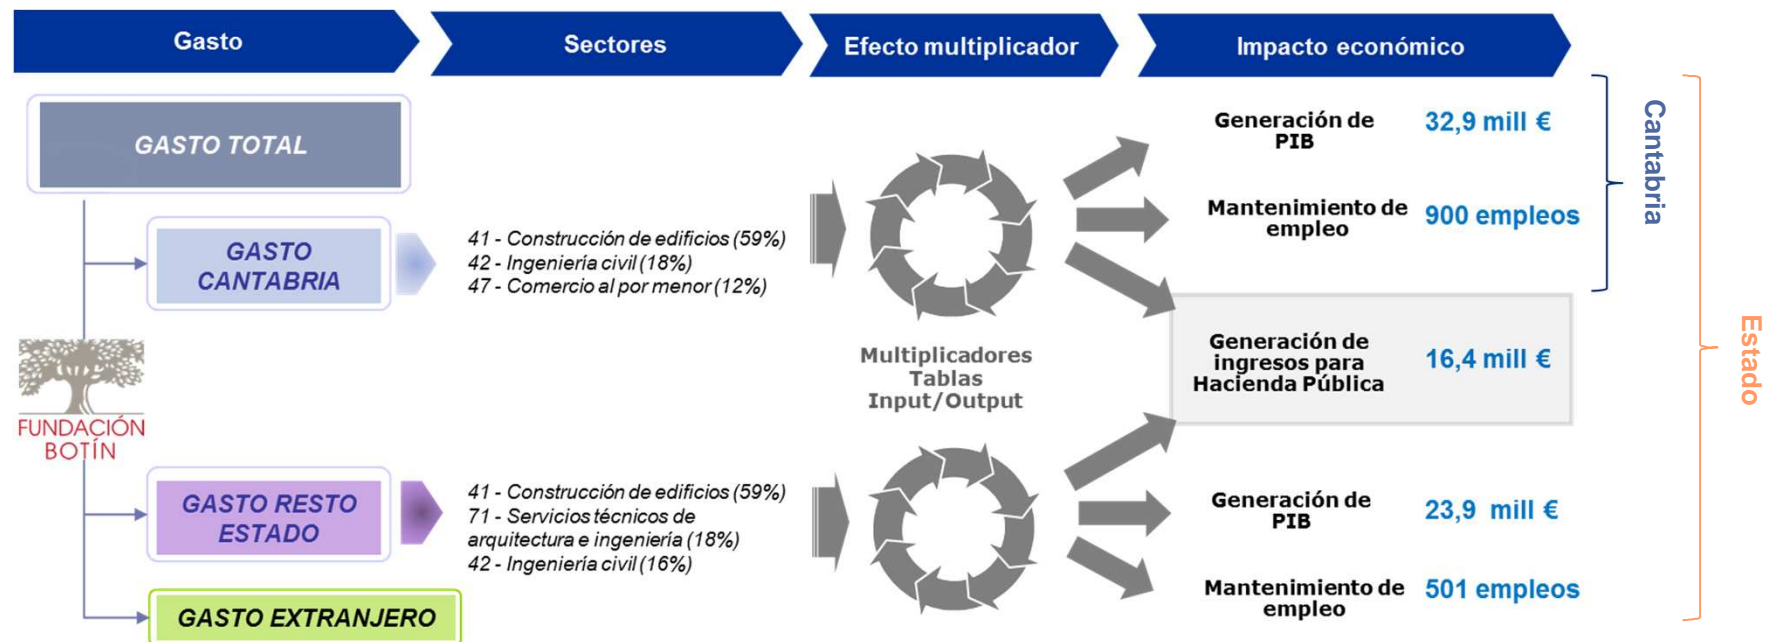 Gasto
Sectores
Efecto multiplicador
Impacto económico
GASTO TOTAL
GASTO
CANTABRIA
41 - Construcción de edificios (59%)
42 - Ingeniería civil (18%)
47 - Comercio al por menor (12%)
Generación de
PIB
32,9 mill €
Mantenimiento de
empleo
900 empleos
Cantabria
Multiplicadores
Tablas
Input/Output
Generación de
ingresos para
Hacienda Pública
16,4 mill €
Estado
FUNDACIÓN
BOTÍN
GASTO RESTO
ESTADO
41 - Construcción de edificios (59%)
71 - Servicios técnicos de
arquitectura e ingeniería (18%)
42 - Ingeniería civil (16%)
Generación de
PIB
23,9 mill €
Mantenimiento de
empleo
501 empleos
GASTO EXTRANJERO